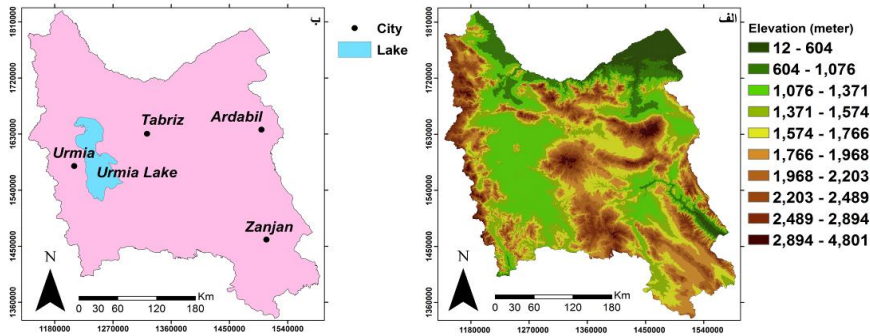 ب-
City
Lake
Tabriz
Ardabil
Urmia
Urmia Lake
Zanjan
N
Km
0 30 60 120 180
1810000
1720000
1630000
1540000
1450000
1360000
1180000 1270000 1360000 1450000 1540000
الف
Elevation (meter)
12 - 604
604 - 1,076
1,076 - 1,371
1,371 - 1,574
1,574 - 1,766
1,766 - 1,968
1,968 - 2,203
2,203 - 2,489
2,489 - 2,894
2,894 - 4,801
N
Km
0 30 60 120 180
1810000
1720000
1630000
1540000
1450000
1360000
1180000 1270000 1360000 1450000 1540000